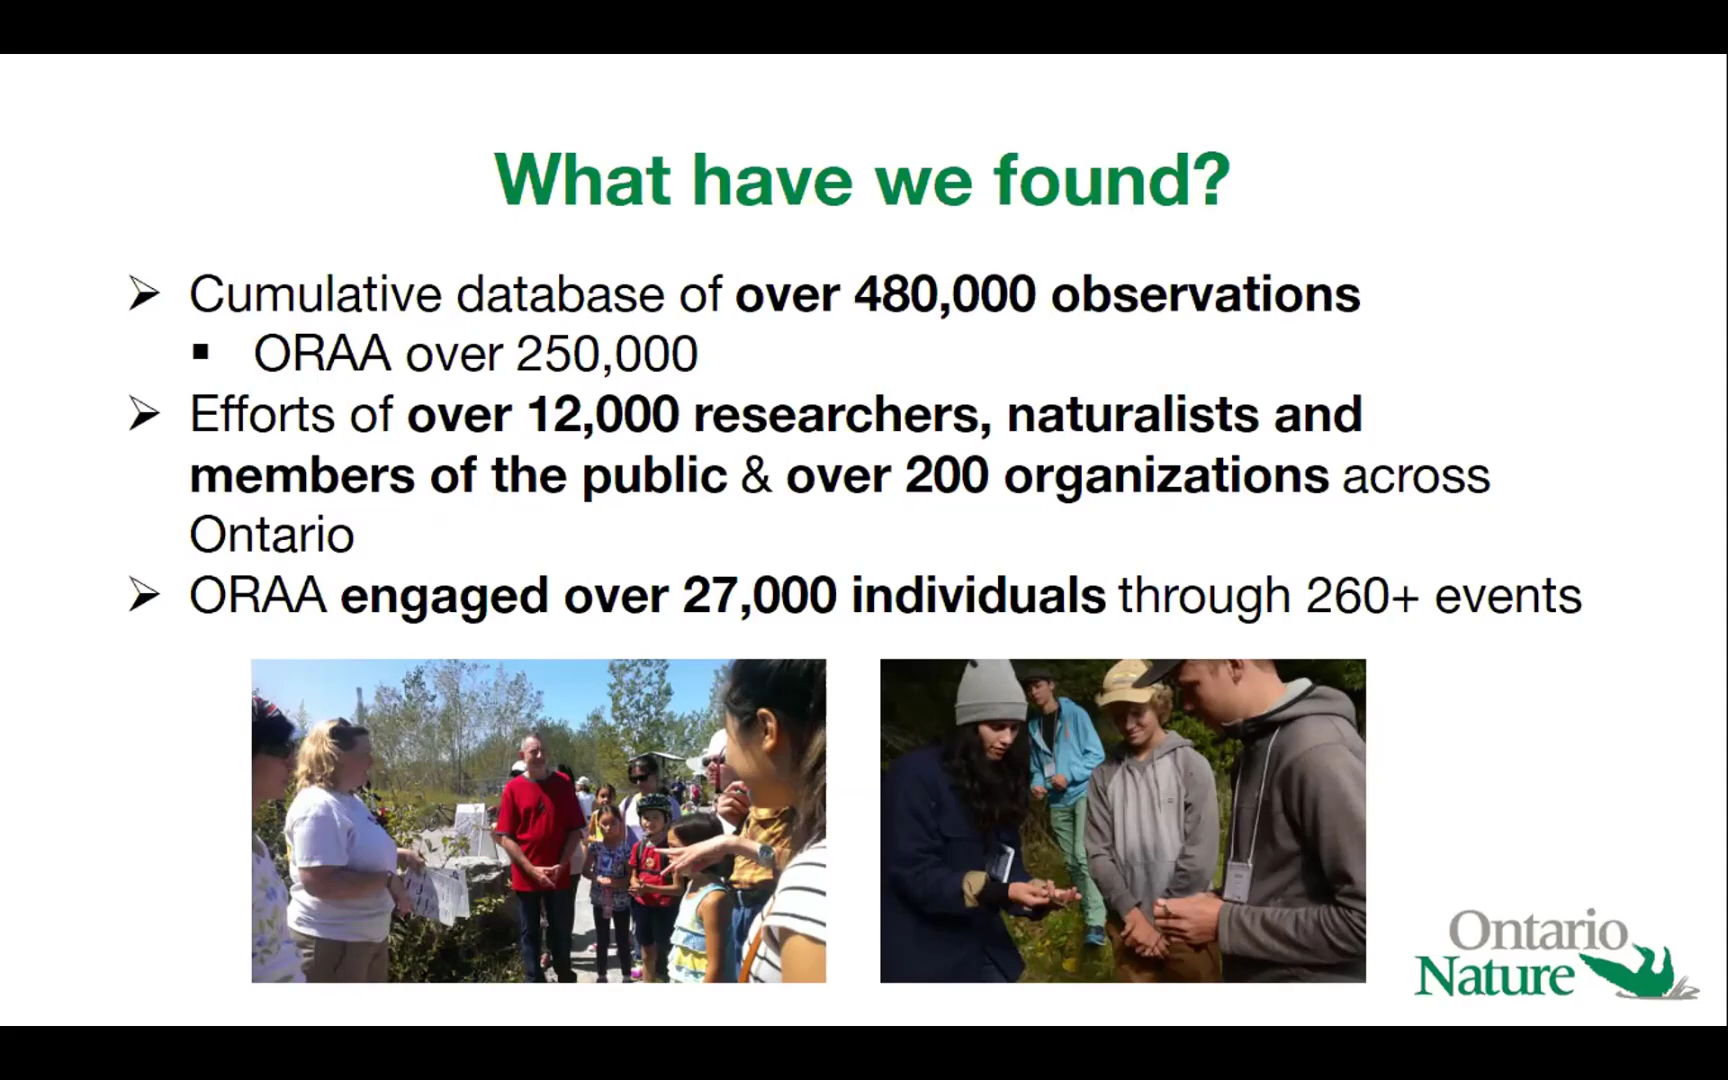 What have we found?
➢ Cumulative database of over 480,000 observations
▪ ORAA over 250,000
➢ Efforts of over 12,000 researchers, naturalists and
members of the public & over 200 organizations across
Ontario
➢ ORAA engaged over 27,000 individuals through 260+ events
Ontario
Nature